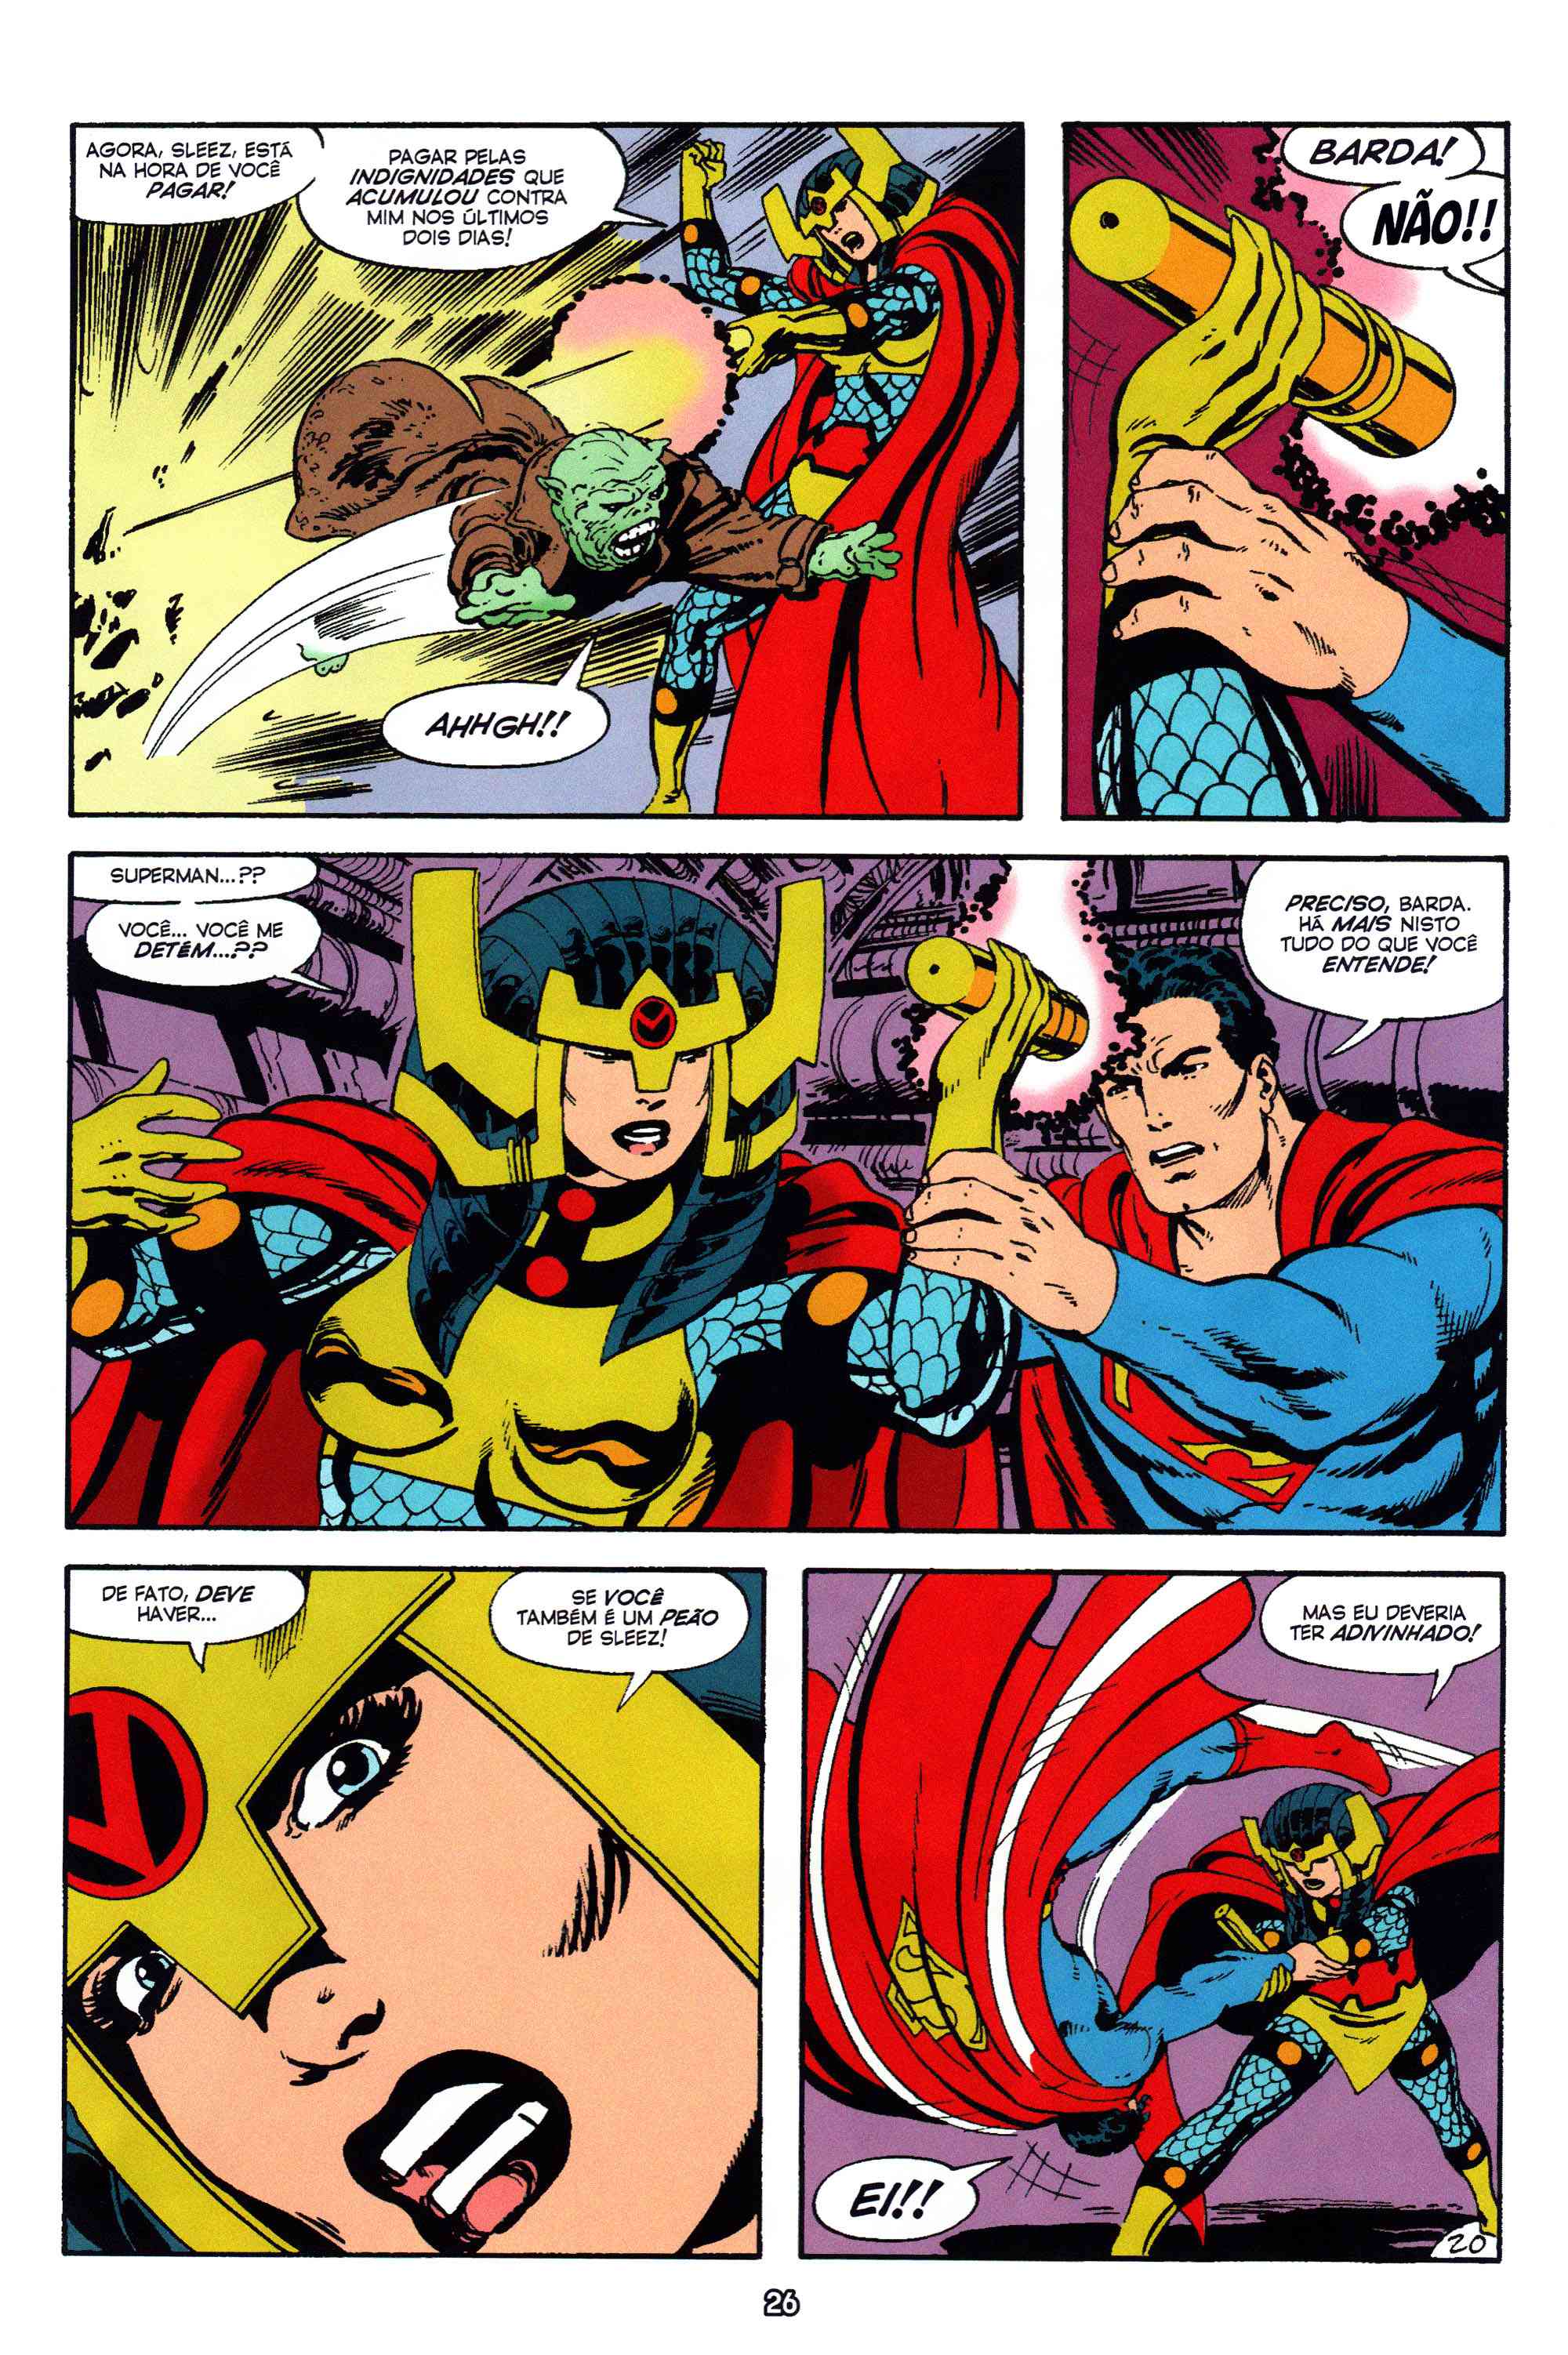 AGORA, SLEEZ, ESTÁ
NA HORA DE VOCÊ
PAGAR!
PAGAR PELAS
INDIGNIDADES QUE
ACUMULOU CONTRA
MIM NOS ÚLTIMOS
DOIS DIAS!
AHHGH!!
BARDA!
NÃO!!
SUPERMAN...??
VOCÊ... VOCÊ ME
DETÉM...??
PRECISO, BARDA.
HÁ MAIS NISTO
TUDO DO QUE VOCÊ
ENTENDE!
DE FATO, DEVE
HAVER...
SE VOCÊ
TAMBÉM É UM PEÃO
DE SLEEZ!
MAS EU DEVERIA
TER ADIVINHADO!
EI!!
20
26